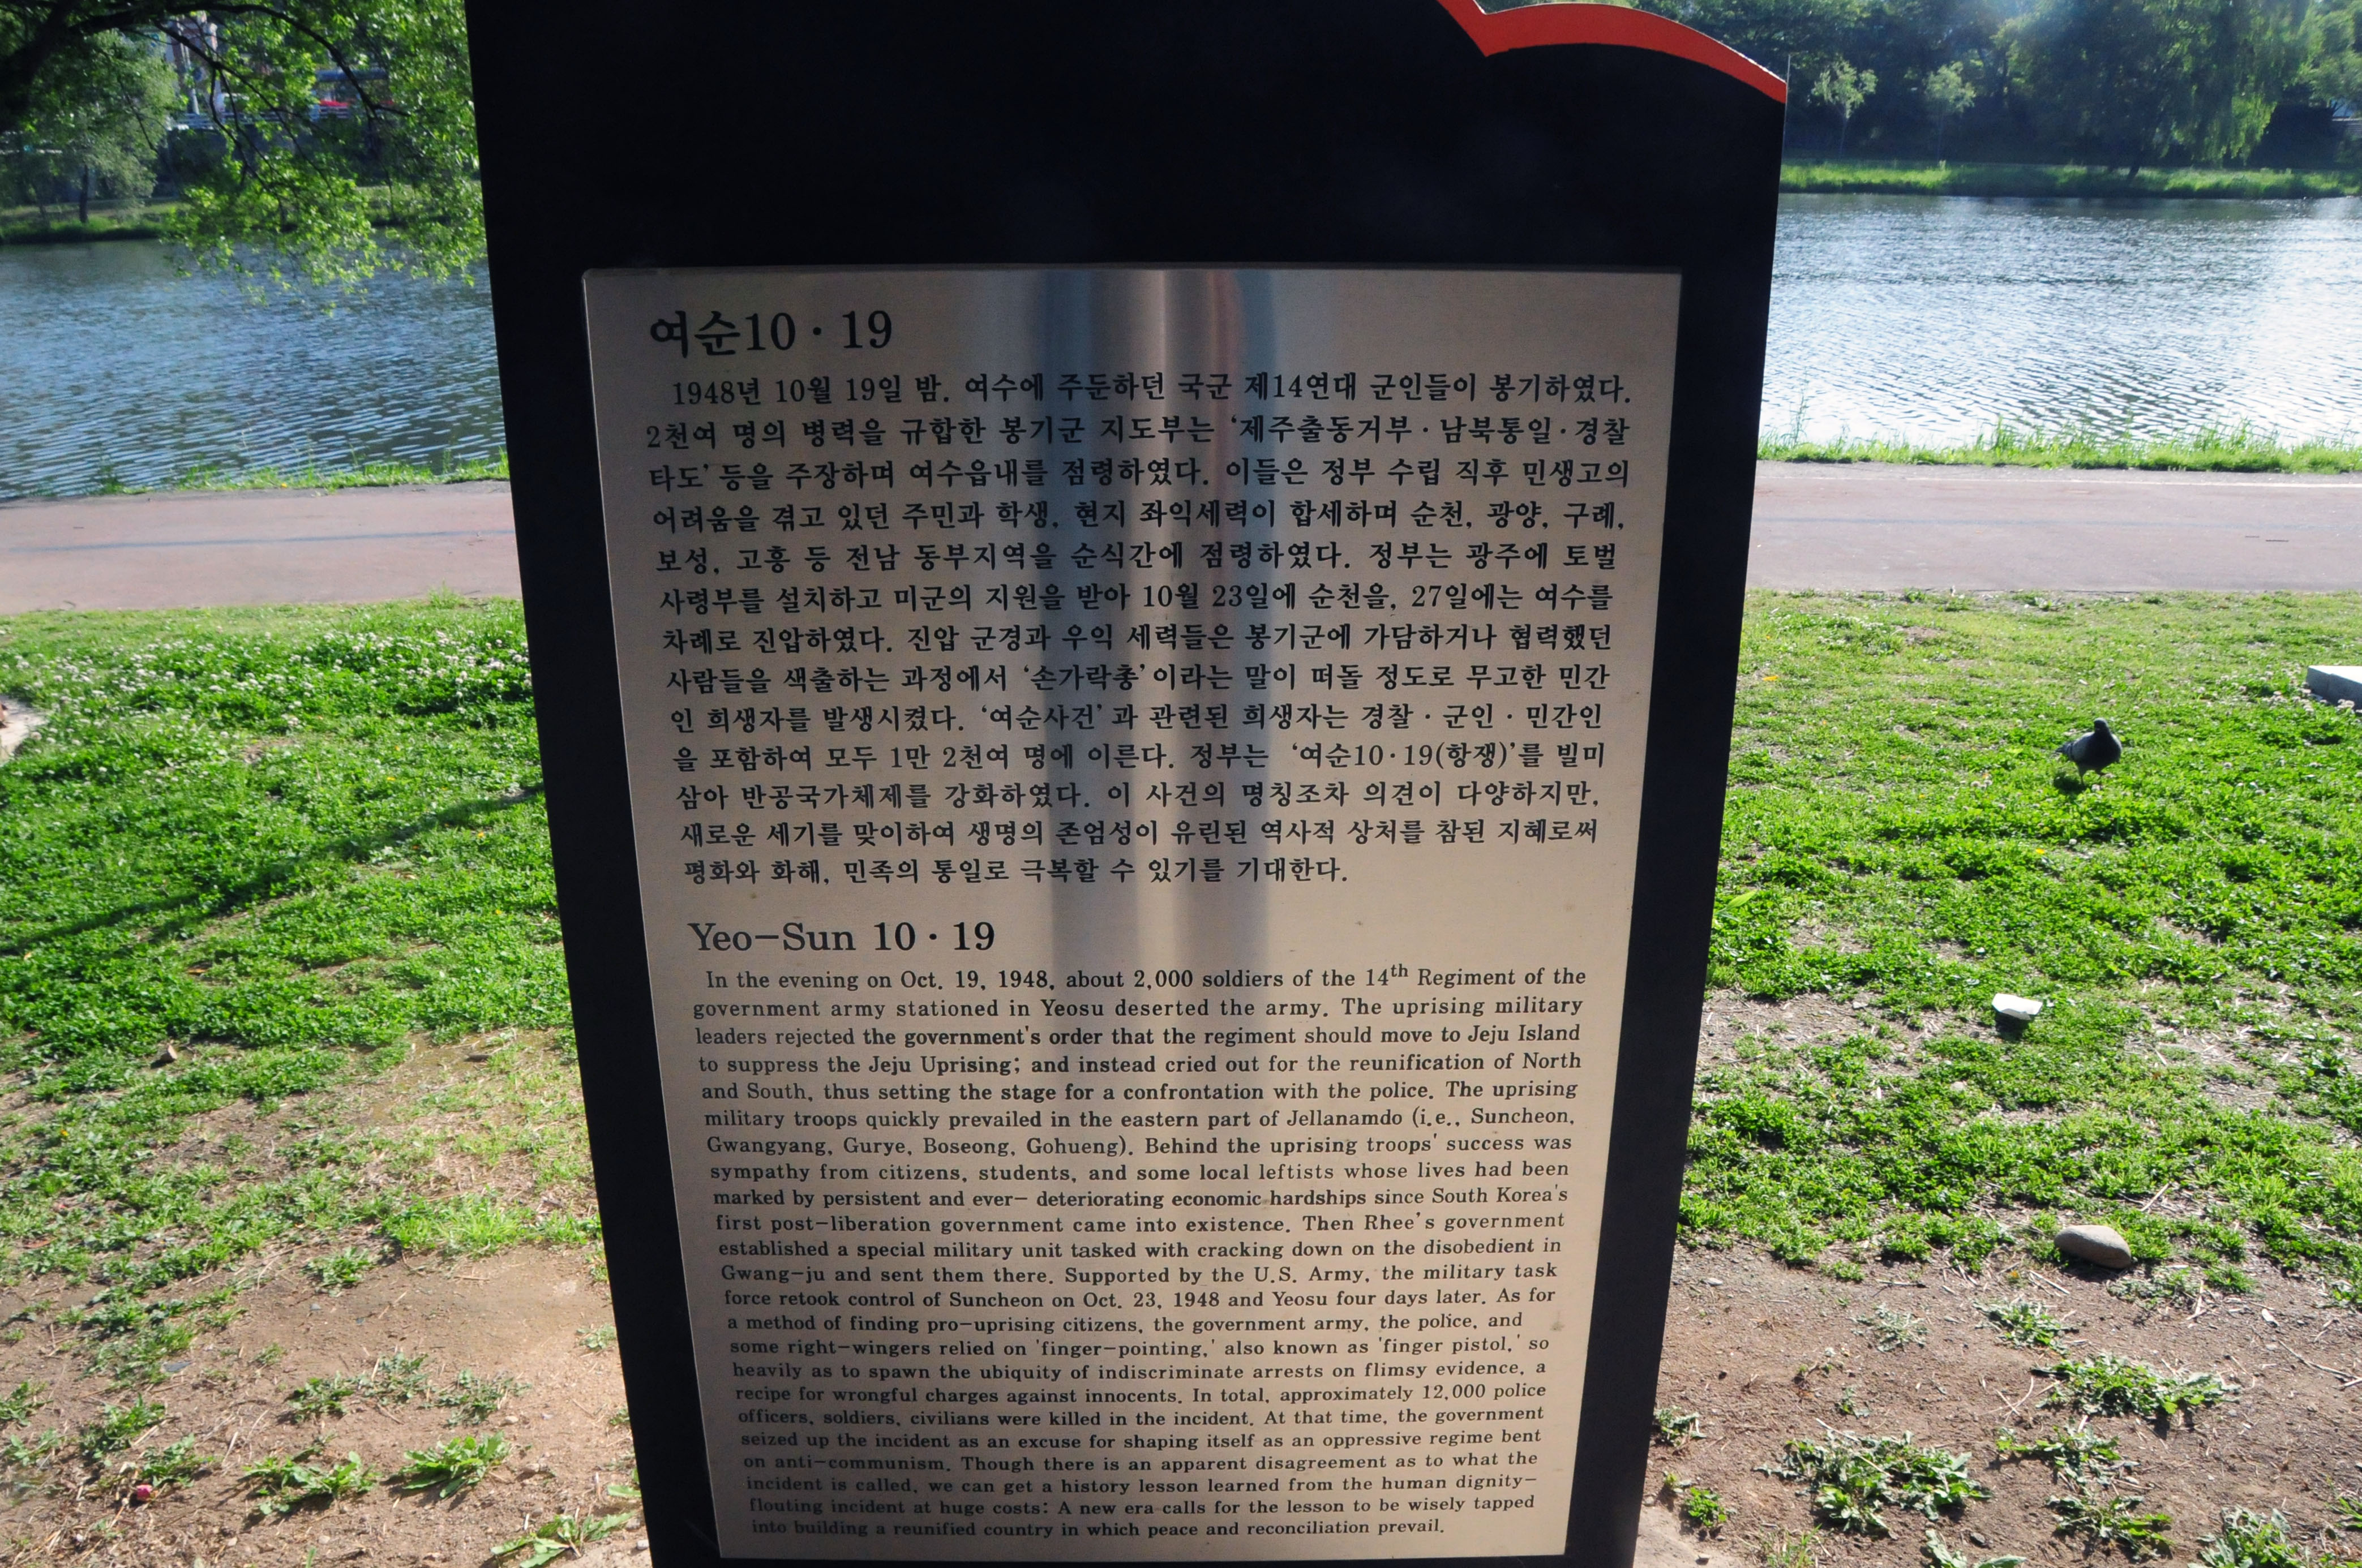 여순10·19
1948년 10월 19일 밤, 여수에 주둔하던 국군 제14연대 군인들이 봉기하였다.
2천여 명의 병력을 규합한 봉기군 지도부는 '제주출동거부·남북통일·경찰
타도' 등을 주장하며 여수읍내를 점령하였다. 이들은 정부 수립 직후 민생고의
어려움을 겪고 있던 주민과 학생, 현지 좌익세력이 합세하며 순천, 광양, 구례,
보성, 고흥 등 전남 동부지역을 순식간에 점령하였다. 정부는 광주에 토벌
사령부를 설치하고 미군의 지원을 받아 10월 23일에 순천을, 27일에는 여수를
차례로 진압하였다. 진압 군경과 우익 세력들은 봉기군에 가담하거나 협력했던
사람들을 색출하는 과정에서 '손가락총'이라는 말이 떠돌 정도로 무고한 민간
인 희생자를 발생시켰다. '여순사건'과 관련된 희생자는 경찰·군인·민간인
을 포함하여 모두 1만 2천여 명에 이른다. 정부는 '여순10·19(항쟁)'를 빌미
삼아 반공국가체제를 강화하였다. 이 사건의 명칭조차 의견이 다양하지만,
새로운 세기를 맞이하여 생명의 존엄성이 유린된 역사적 상처를 참된 지혜로써
평화와 화해, 민족의 통일로 극복할 수 있기를 기대한다.
Yeo-Sun 10·19
In the evening on Oct. 19, 1948, about 2,000 soldiers of the 14th Regiment of the
government army stationed in Yeosu deserted the army. The uprising military
leaders rejected the government's order that the regiment should move to Jeju Island
to suppress the Jeju Uprising; and instead cried out for the reunification of North
and South, thus setting the stage for a confrontation with the police. The uprising
military troops quickly prevailed in the eastern part of Jellanamdo (i.e., Suncheon,
Gwangyang, Gurye, Boseong, Gohueng). Behind the uprising troops' success was
sympathy from citizens, students, and some local leftists whose lives had been
marked by persistent and ever- deteriorating economic hardships since South Korea's
first post-liberation government came into existence. Then Rhee's government
established a special military unit tasked with cracking down on the disobedient in
Gwang-ju and sent them there. Supported by the U.S. Army, the military task
force retook control of Suncheon on Oct. 23, 1948 and Yeosu four days later. As for
a method of finding pro-uprising citizens, the government army, the police, and
some right-wingers relied on 'finger-pointing,' also known as 'finger pistol,' so
heavily as to spawn the ubiquity of indiscriminate arrests on flimsy evidence, a
recipe for wrongful charges against innocents. In total, approximately 12,000 police
officers, soldiers, civilians were killed in the incident. At that time, the government
seized up the incident as an excuse for shaping itself as an oppressive regime bent
on anti-communism. Though there is an apparent disagreement as to what the
incident is called, we can get a history lesson learned from the human dignity-
flouting incident at huge costs: A new era calls for the lesson to be wisely tapped
into building a reunified country in which peace and reconciliation prevail.